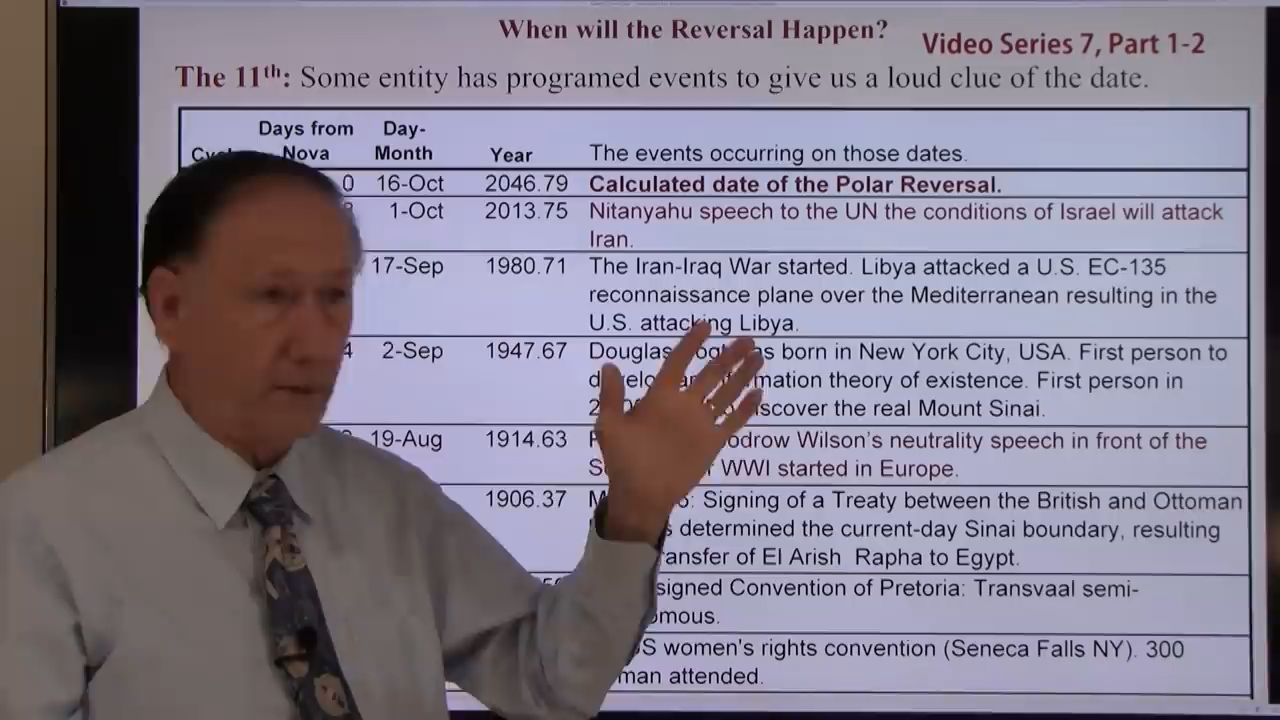 When will the Reversal Happen?
Video Series 7, Part 1-2
The 11th: Some entity has programed events to give us a loud clue of the date.
Days from Day-
Nova Month Year The events occurring on those dates.
0 16-Oct 2046.79 Calculated date of the Polar Reversal.
1-Oct 2013.75 Nitanyahu speech to the UN the conditions of Israel will attack
Iran.
17-Sep 1980.71 The Iran-Iraq War started. Libya attacked a U.S. EC-135
reconnaissance plane over the Mediterranean resulting in the
U.S. attacking Libya.
4 2-Sep 1947.67 Douglas born in New York City, USA. First person to
theory of existence. First person in
the real Mount Sinai.
19-Aug 1914.63 Wilson's neutrality speech in front of the
WWI started in Europe.
1906.37 Signing of a Treaty between the British and Ottoman
determined the current-day Sinai boundary, resulting
of El Arish Rapha to Egypt.
signed Convention of Pretoria: Transvaal semi-
women's rights convention (Seneca Falls NY). 300
attended.